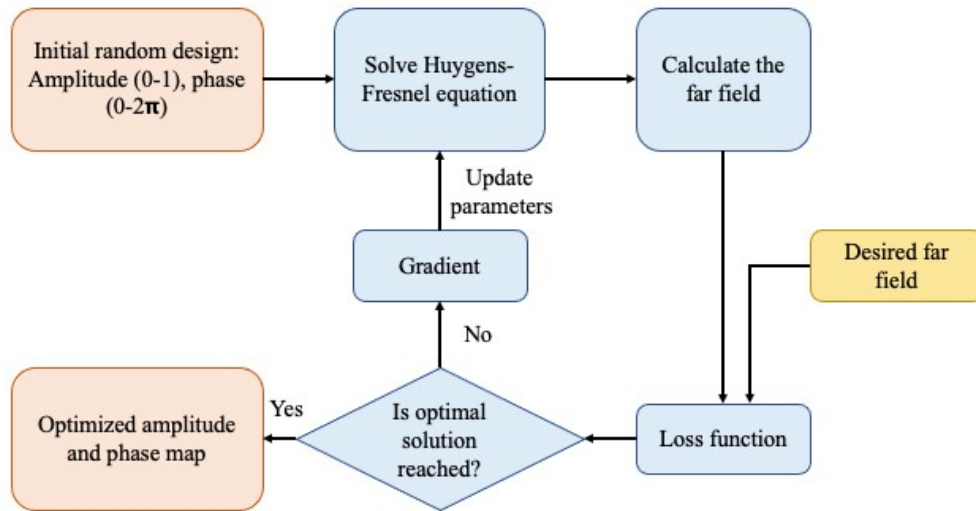 Initial random design:
Amplitude (0-1), phase
(0-2π)
Solve Huygens-
Fresnel equation
Calculate the
far field
Update
parameters
Gradient
Desired far
field
No
Yes
Optimized amplitude
and phase map
Is optimal
solution
reached?
Loss function